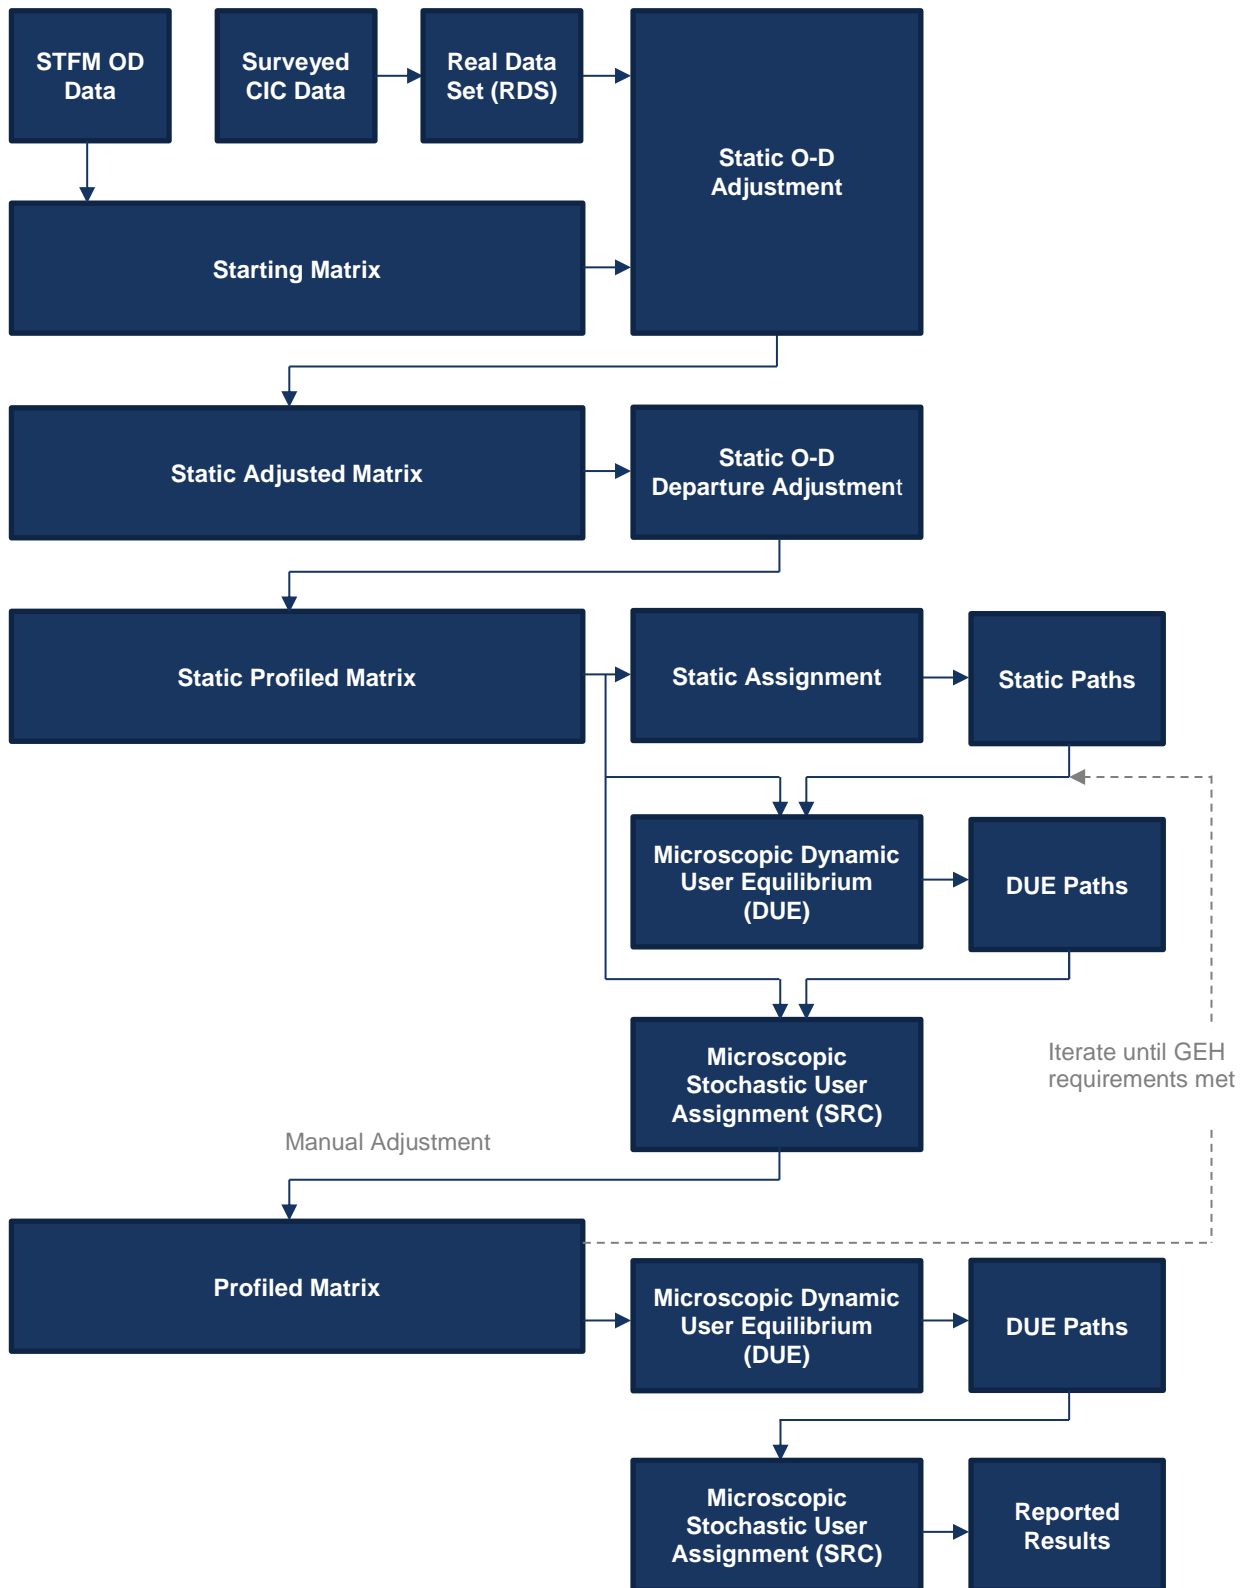 STFM OD
Data
Surveyed
CIC Data
Real Data
Set (RDS)
Static O-D
Adjustment
Starting Matrix
Static Adjusted Matrix
Static O-D
Departure Adjustment
Static Profiled Matrix
Static Assignment
Static Paths
Microscopic Dynamic
User Equilibrium
(DUE)
DUE Paths
Microscopic
Stochastic User
Assignment (SRC)
Iterate until GEH
requirements met
Manual Adjustment
Profiled Matrix
Microscopic Dynamic
User Equilibrium
(DUE)
DUE Paths
Microscopic
Stochastic User
Assignment (SRC)
Reported
Results